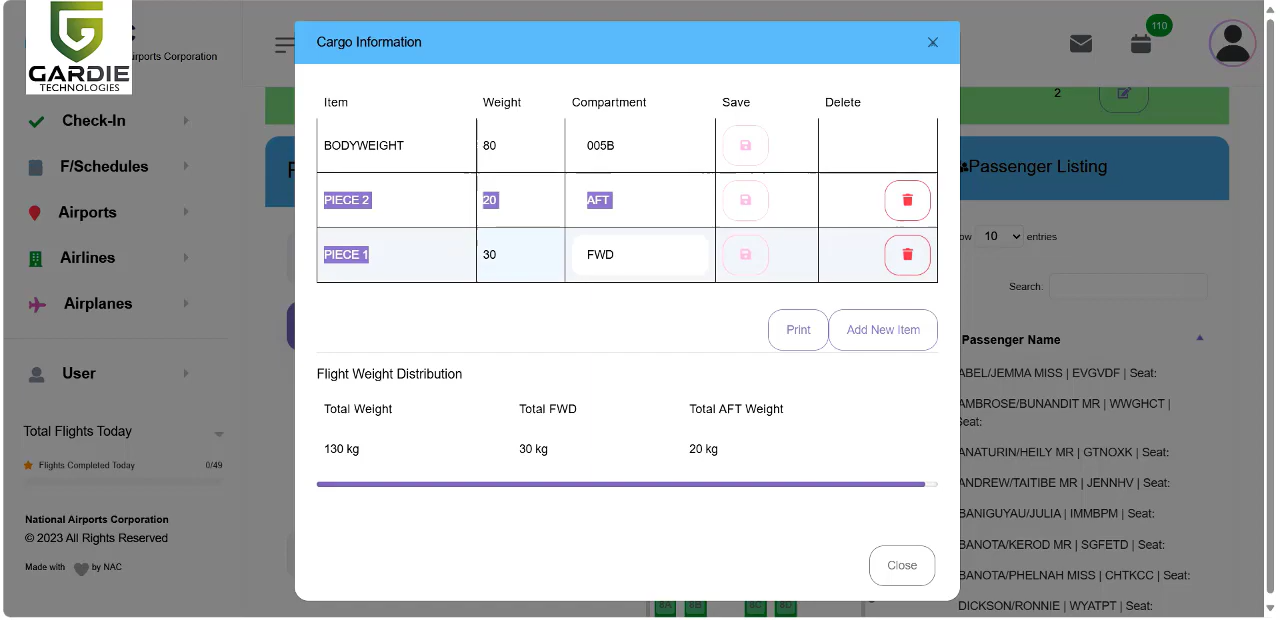 GARDIE
TECHNOLOGIES
irports Corporation
Check-In
F/Schedules
Airports
Airlines
Airplanes
User
Total Flights Today
Flights Completed Today 0/49
National Airports Corporation
© 2023 All Rights Reserved
Made with by NAC
Cargo Information
Item Weight Compartment Save Delete
BODYWEIGHT 80 005B
PIECE 2 20 AFT
PIECE 1 30 FWD
Print Add New Item
Flight Weight Distribution
Total Weight Total FWD Total AFT Weight
130 kg 30 kg 20 kg
Close
110
2
Passenger Listing
ow 10 entries
Search:
Passenger Name
ABEL/JEMMA MISS | EVGVDF | Seat:
AMBROSE/BUNANDIT MR | WWGHCT |
Seat:
ANATURIN/HEILY MR | GTNOXK | Seat:
ANDREW/TAITIBE MR | JENNHV | Seat:
BANIGUYAU/JULIA | IMMBPM | Seat:
BANOTA/KEROD MR | SGFETD | Seat:
BANOTA/PHELNAH MISS | CHTKCC | Seat:
DICKSON/RONNIE | WYATPT | Seat:
8A 8B 8C 8D